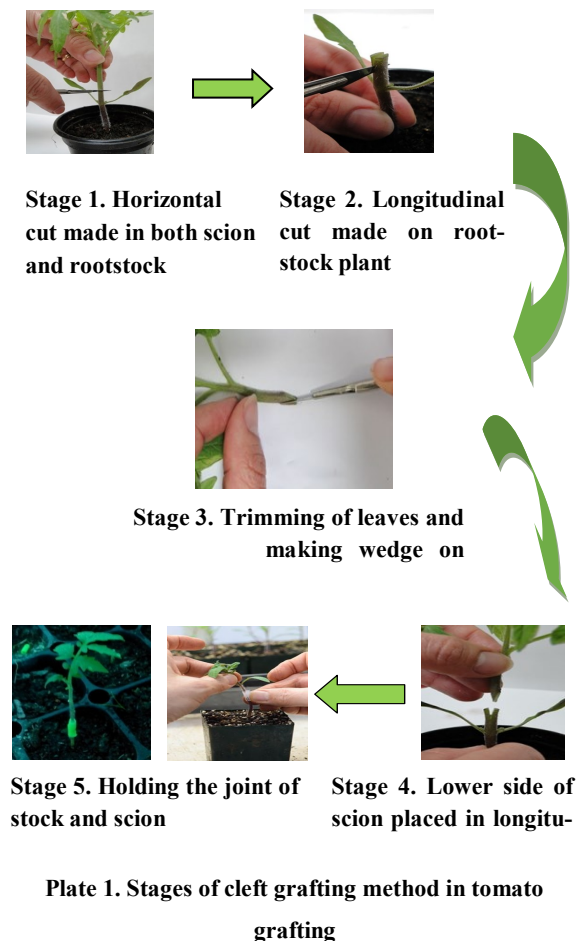 Stage 1. Horizontal
cut made in both scion
and rootstock
Stage 2. Longitudinal
cut made on root-
stock plant
Stage 3. Trimming of leaves and
making wedge on
Stage 5. Holding the joint of
stock and scion
Stage 4. Lower side of
scion placed in longitu-
Plate 1. Stages of cleft grafting method in tomato
grafting